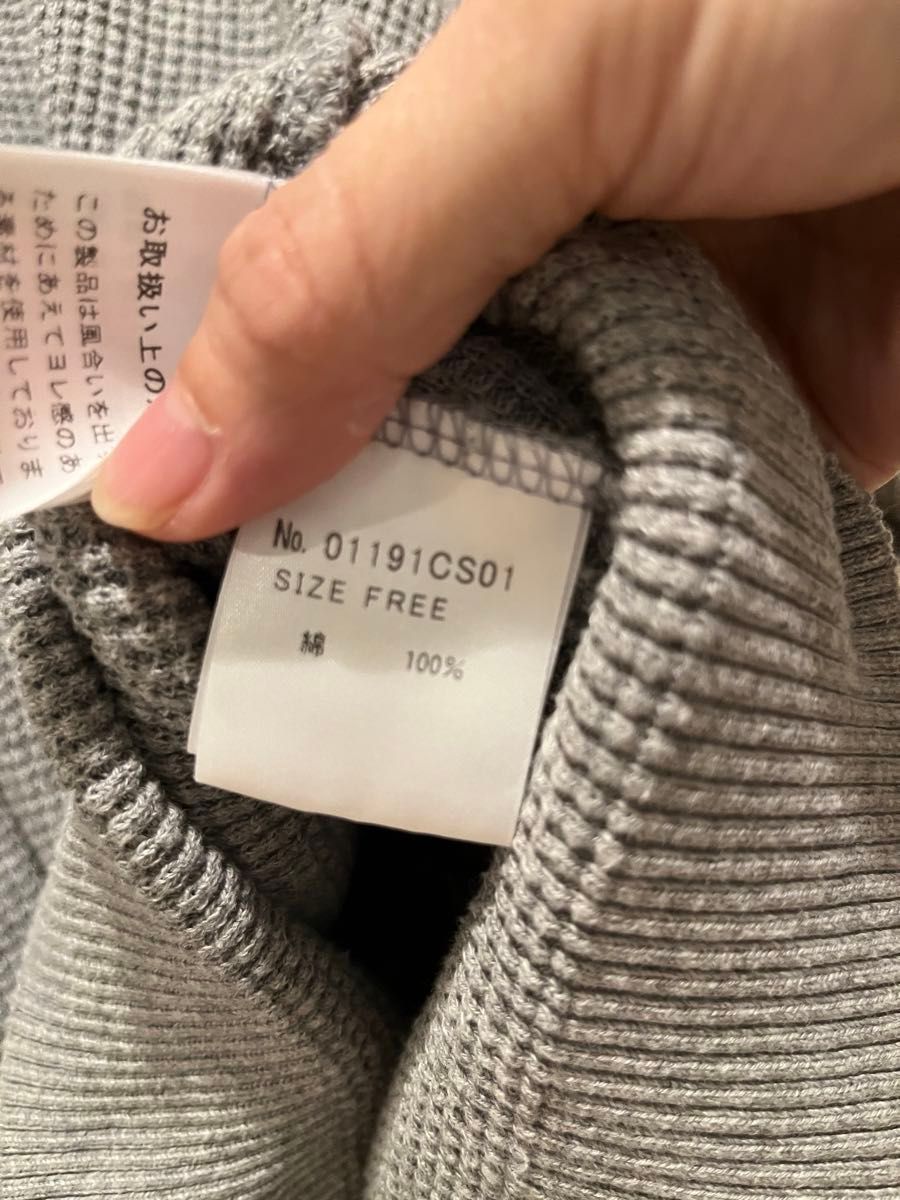 No. 01191CS01
SIZE FREE
綿 100%
お取扱い上の
この製品は風合いを出
ためにあえてヨレ感のあ
る素材を使用しておりま